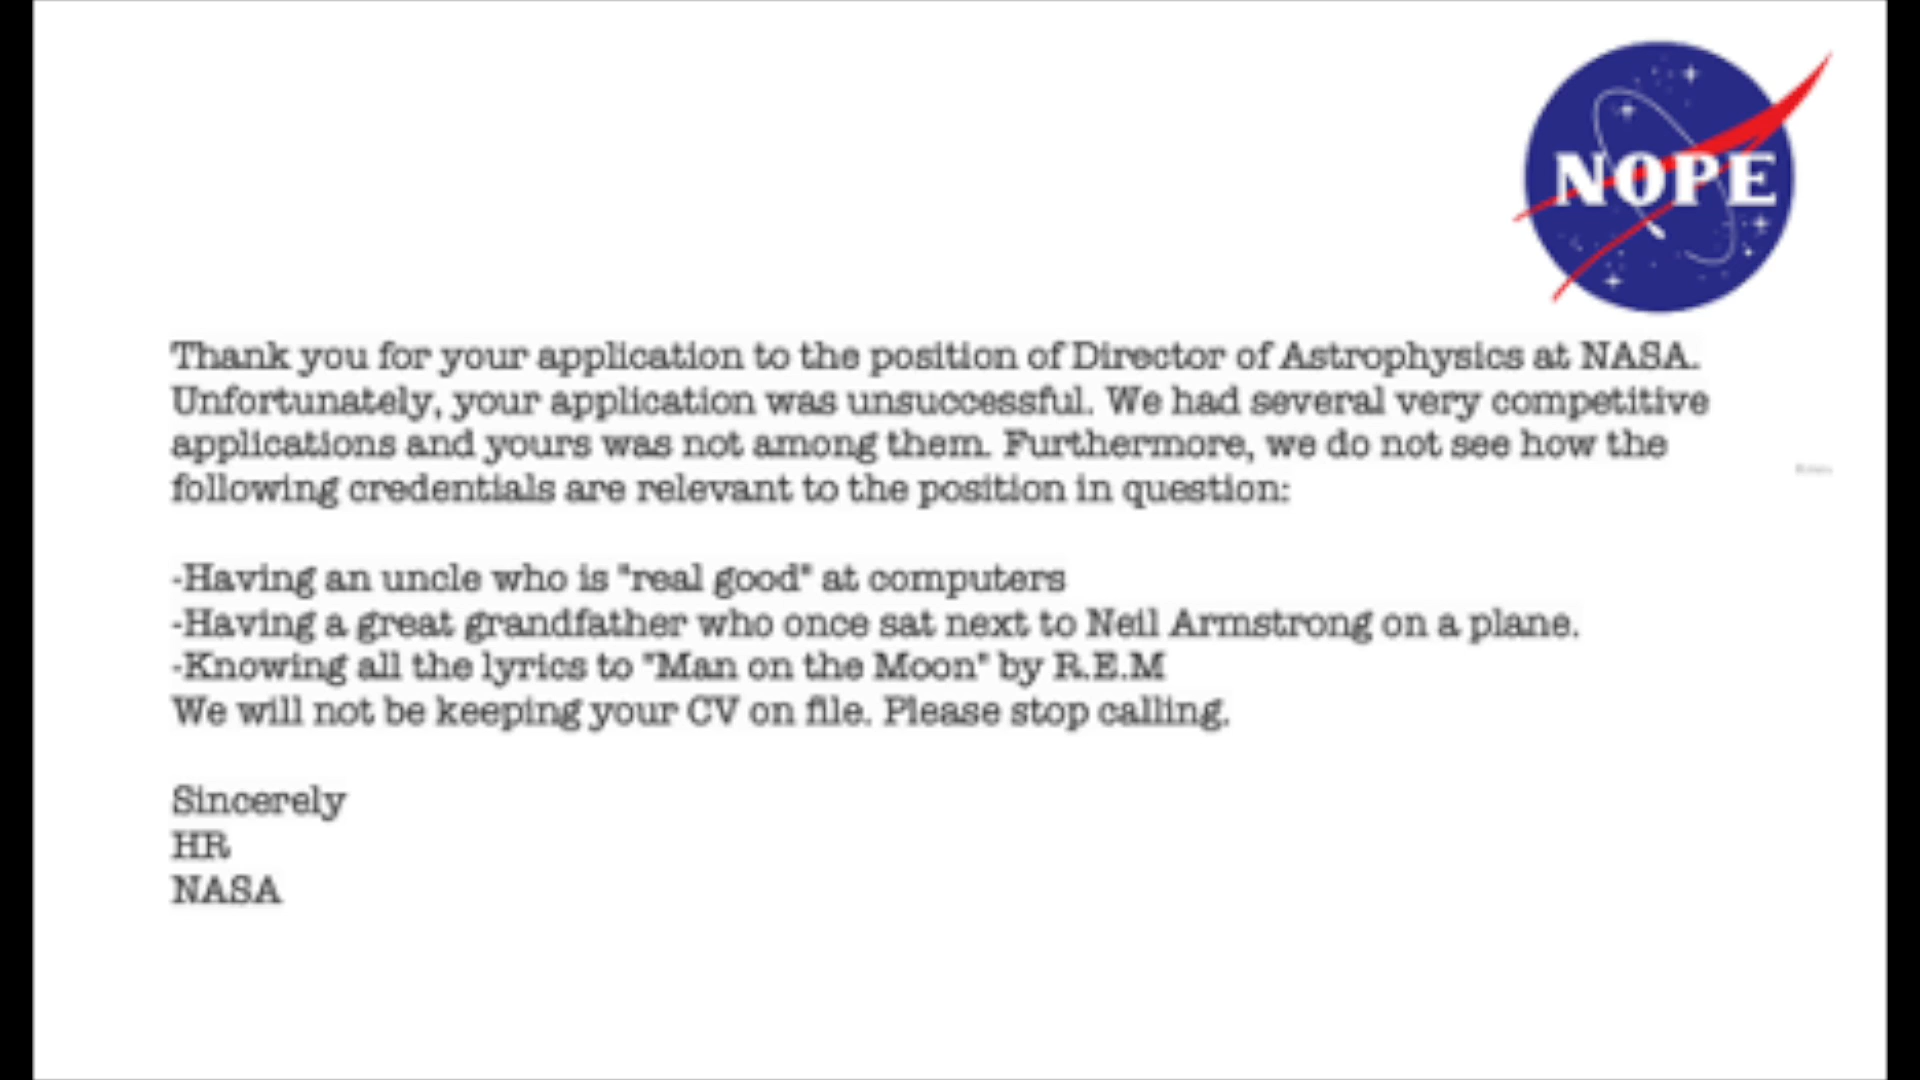 NOPE
Thank you for your application to the position of Director of Astrophysics at NASA.
Unfortunately, your application was unsuccessful. We had several very competitive
applications and yours was not among them. Furthermore, we do not see how the
following credentials are relevant to the position in question:
-Having an uncle who is "real good" at computers
-Having a great grandfather who once sat next to Neil Armstrong on a plane.
-Knowing all the lyrics to "Man on the Moon" by R.E.M
We will not be keeping your CV on file. Please stop calling.
Sincerely
HR
NASA